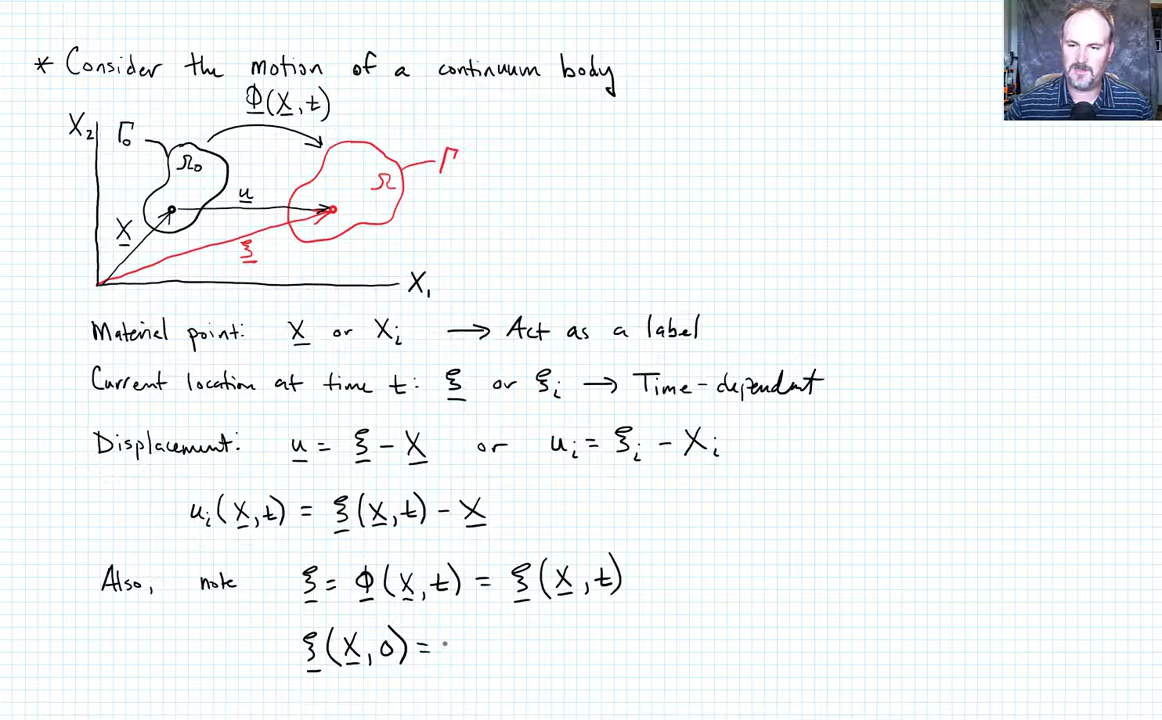 * Consider the motion of a continuum body
Φ(X, t)
X₂
Γ₀
Ω₀
Ω
Γ
u
X
ξ
X₁
Material point: X or Xᵢ → Act as a label
Current location at time t: ξ or ξᵢ → Time-dependent
Displacement: u = ξ - X or uᵢ = ξᵢ - Xᵢ
uᵢ(X, t) = ξ(X, t) - X
Also, note ξ = Φ(X, t) = ξ(X, t)
ξ(X, 0) =